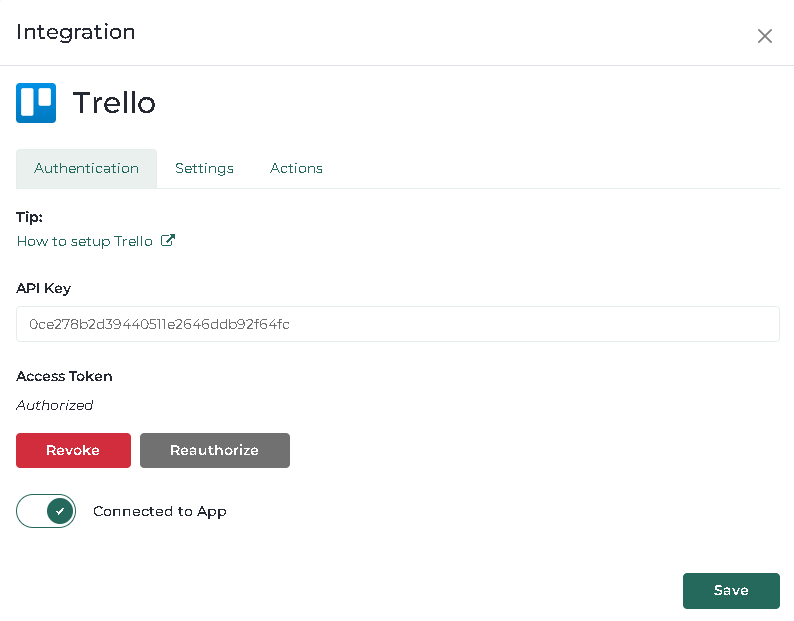 Integration
Trello
Authentication Settings Actions
Tip:
How to setup Trello
API Key
0ce278b2d39440511e2646ddb92f64fc
Access Token
Authorized
Revoke Reauthorize
Connected to App
Save